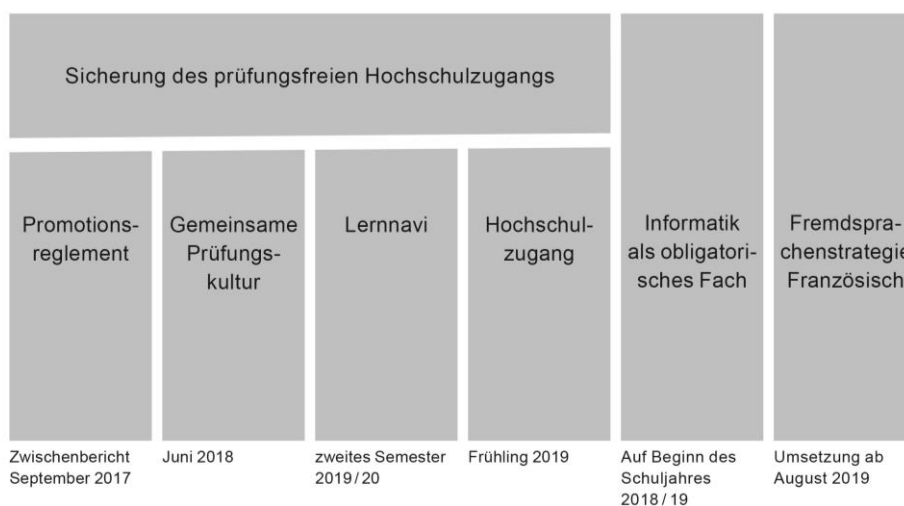 Sicherung des prüfungsfreien Hochschulzugangs
Promotions-
reglement
Gemeinsame
Prüfungs-
kultur
Lernnavi
Hochschul-
zugang
Informatik
als obligatori-
sches Fach
Fremdspra-
chenstrategie
Französisch
Zwischenbericht
September 2017
Juni 2018
zweites Semester
2019/20
Frühling 2019
Auf Beginn des
Schuljahres
2018/19
Umsetzung ab
August 2019